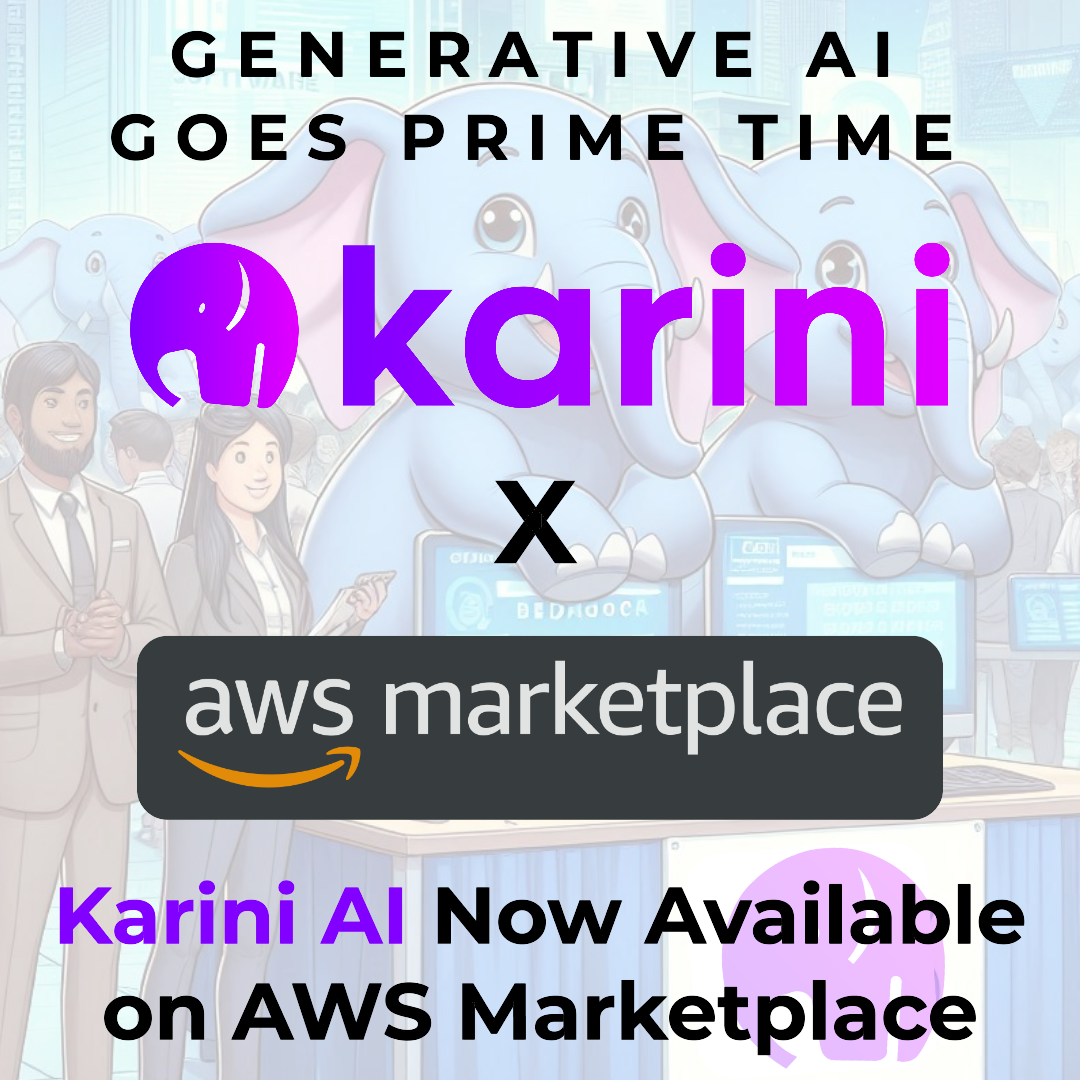 GENERATIVE AI
GOES PRIME TIME
karini
X
aws marketplace
Karini AI Now Available
on AWS Marketplace